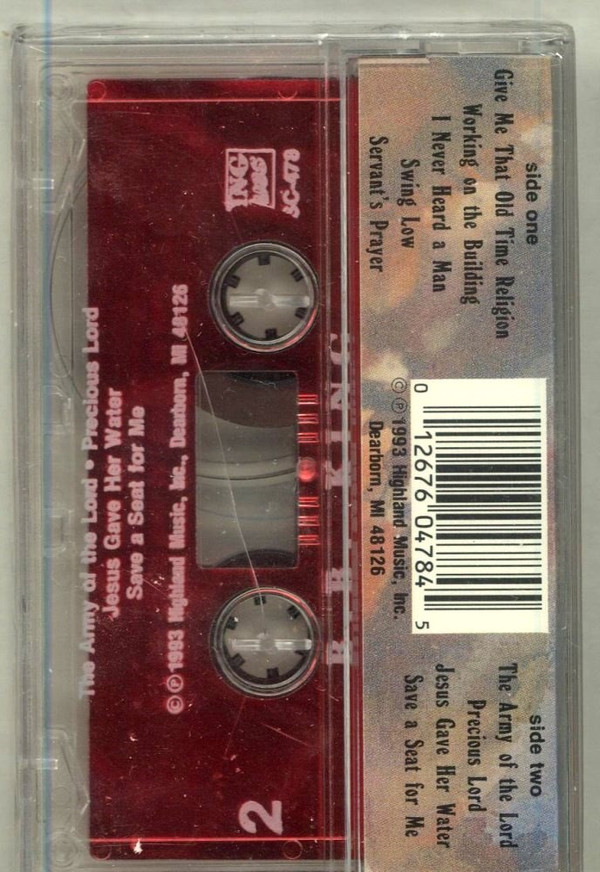 side one
Give Me That Old Time Religion
Working on the Building
I Never Heard a Man
Swing Low
Servant's Prayer
0 12676 04784 5
© ℗ 1993 Highland Music, Inc.
Dearborn, MI 48126
side two
The Army of the Lord
Precious Lord
Jesus Gave Her Water
Save a Seat for Me
B.B. KING
SC-478
2
© ℗ 1993 Highland Music, Inc., Dearborn, MI 48126
The Army of the Lord • Precious Lord
Jesus Gave Her Water
Save a Seat for Me